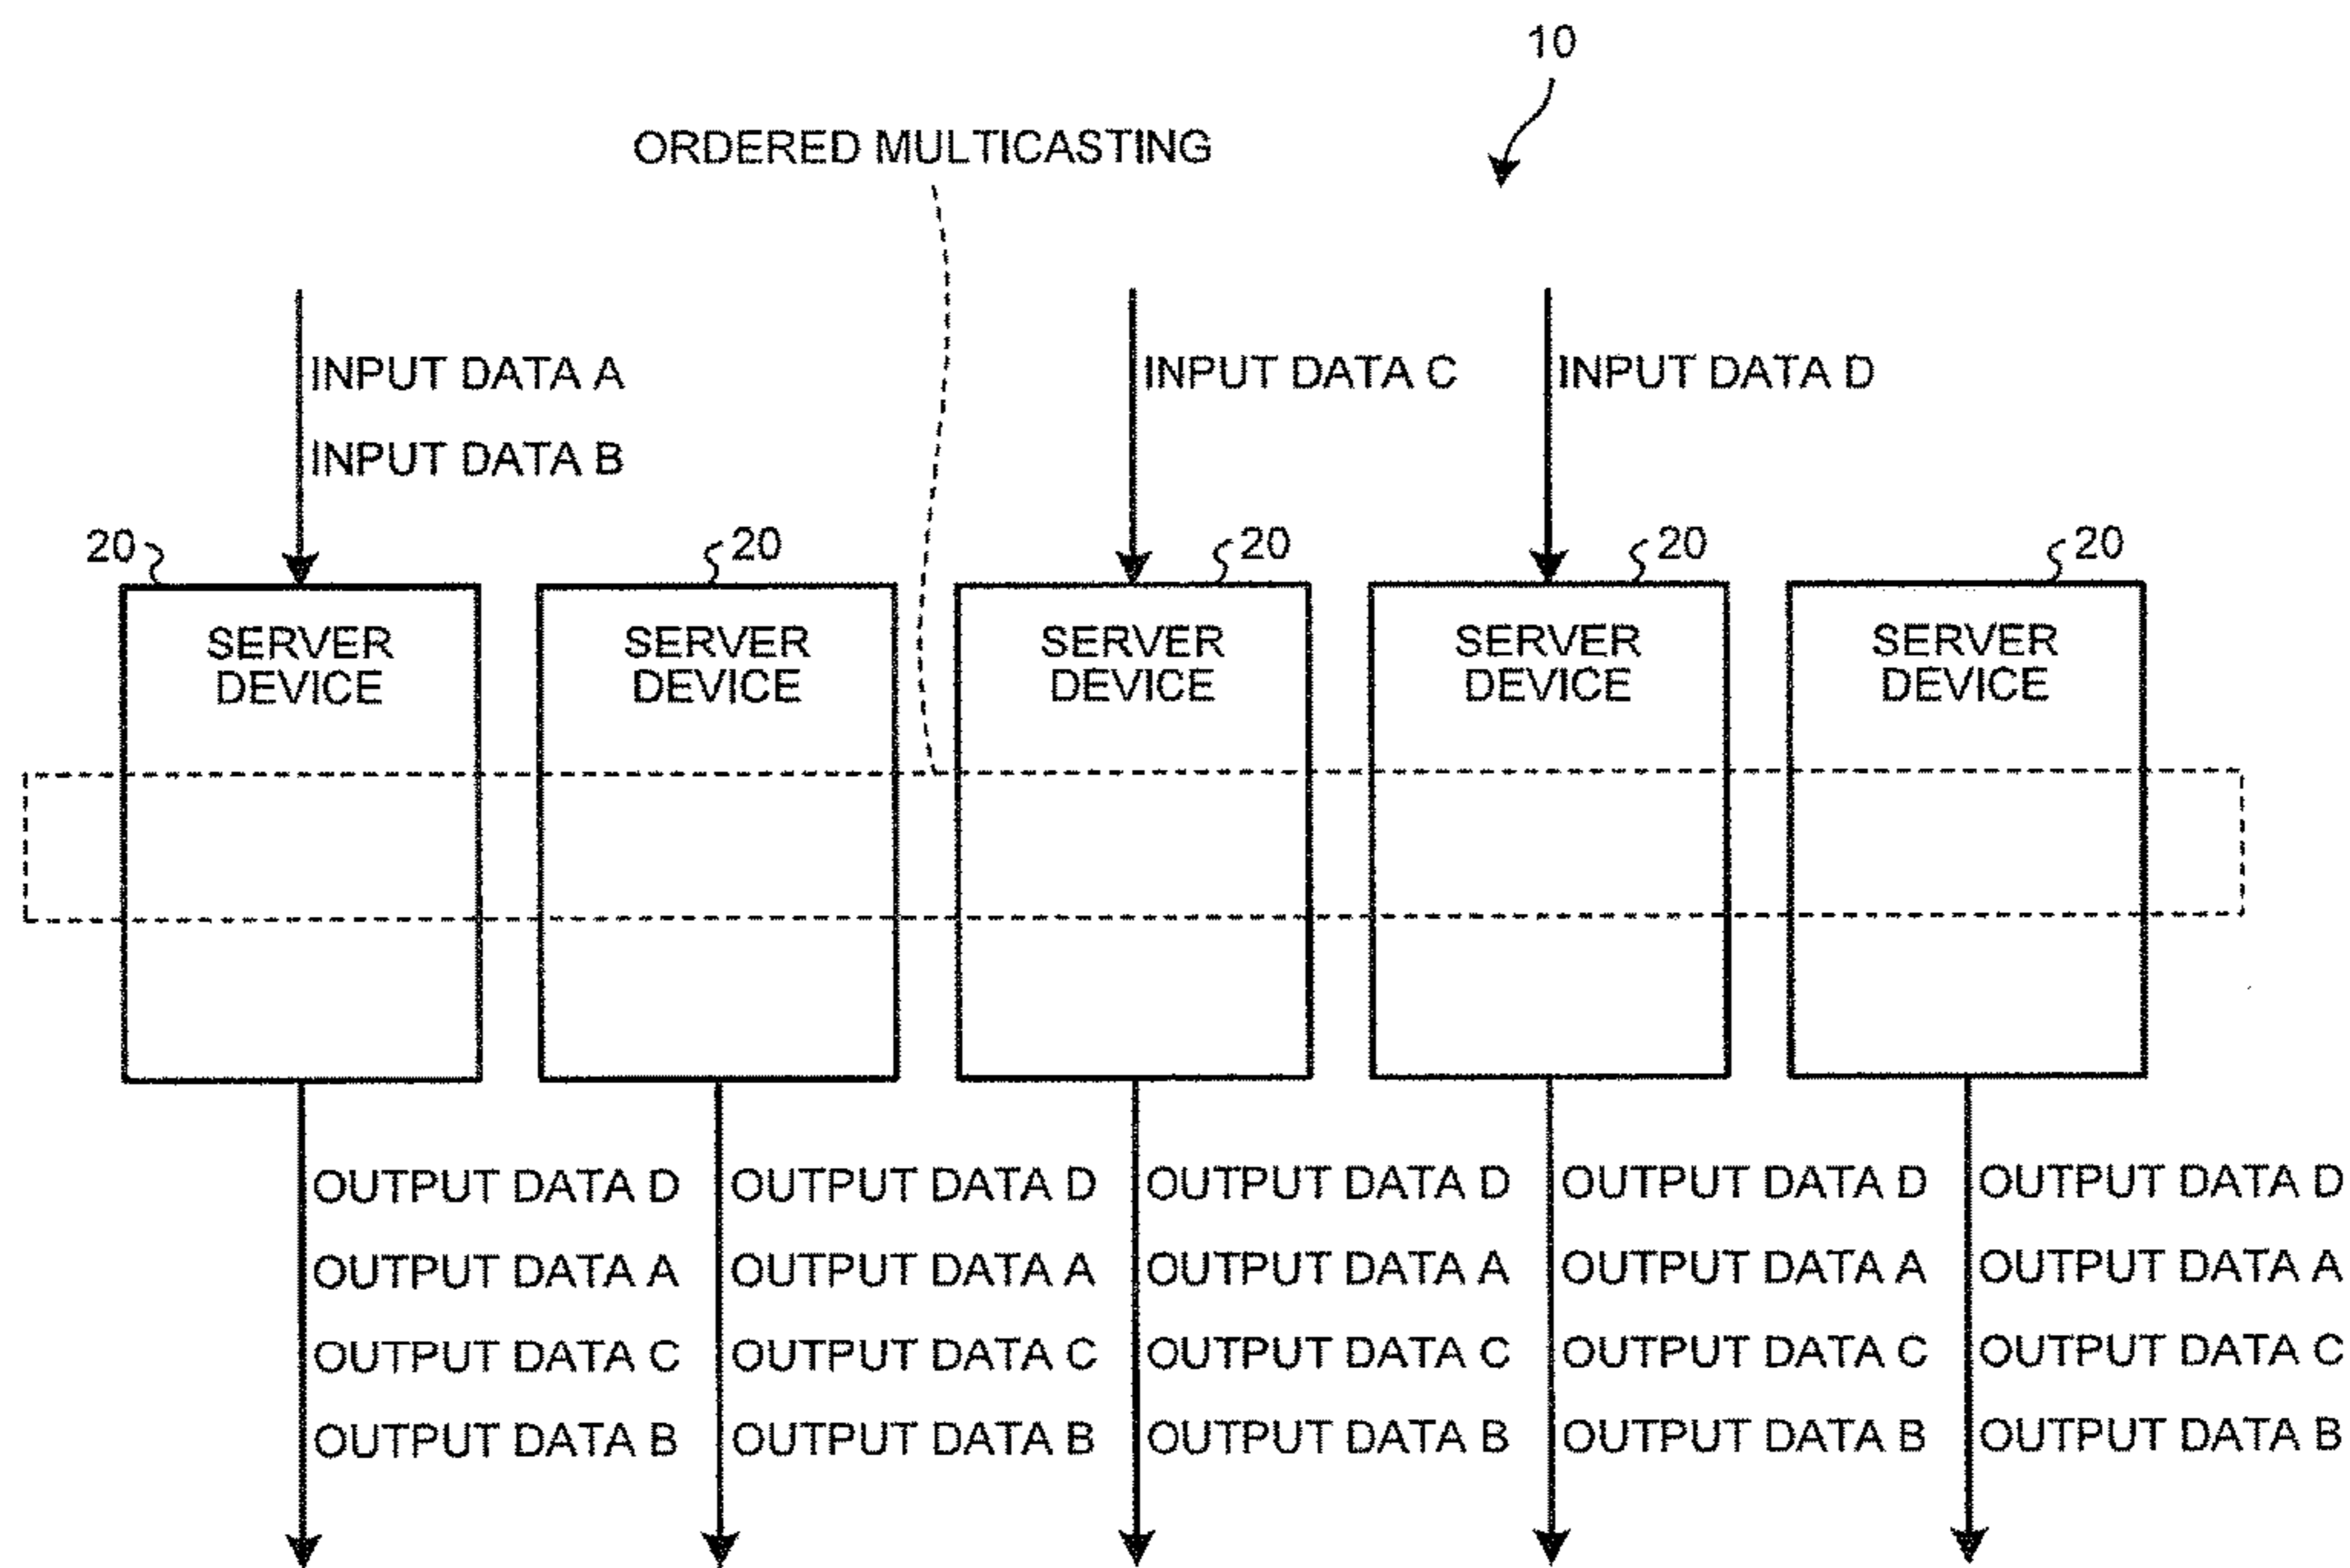 10
ORDERED MULTICASTING
INPUT DATA A
INPUT DATA C
INPUT DATA D
INPUT DATA B
20
20
20
20
20
SERVER
DEVICE
SERVER
DEVICE
SERVER
DEVICE
SERVER
DEVICE
SERVER
DEVICE
OUTPUT DATA D
OUTPUT DATA D
OUTPUT DATA D
OUTPUT DATA D
OUTPUT DATA D
OUTPUT DATA A
OUTPUT DATA A
OUTPUT DATA A
OUTPUT DATA A
OUTPUT DATA A
OUTPUT DATA C
OUTPUT DATA C
OUTPUT DATA C
OUTPUT DATA C
OUTPUT DATA C
OUTPUT DATA B
OUTPUT DATA B
OUTPUT DATA B
OUTPUT DATA B
OUTPUT DATA B